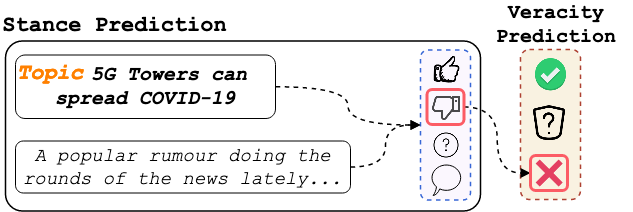 Stance Prediction
Veracity
Prediction
Topic 5G Towers can
spread COVID-19
A popular rumour doing the
rounds of the news lately...
?
?